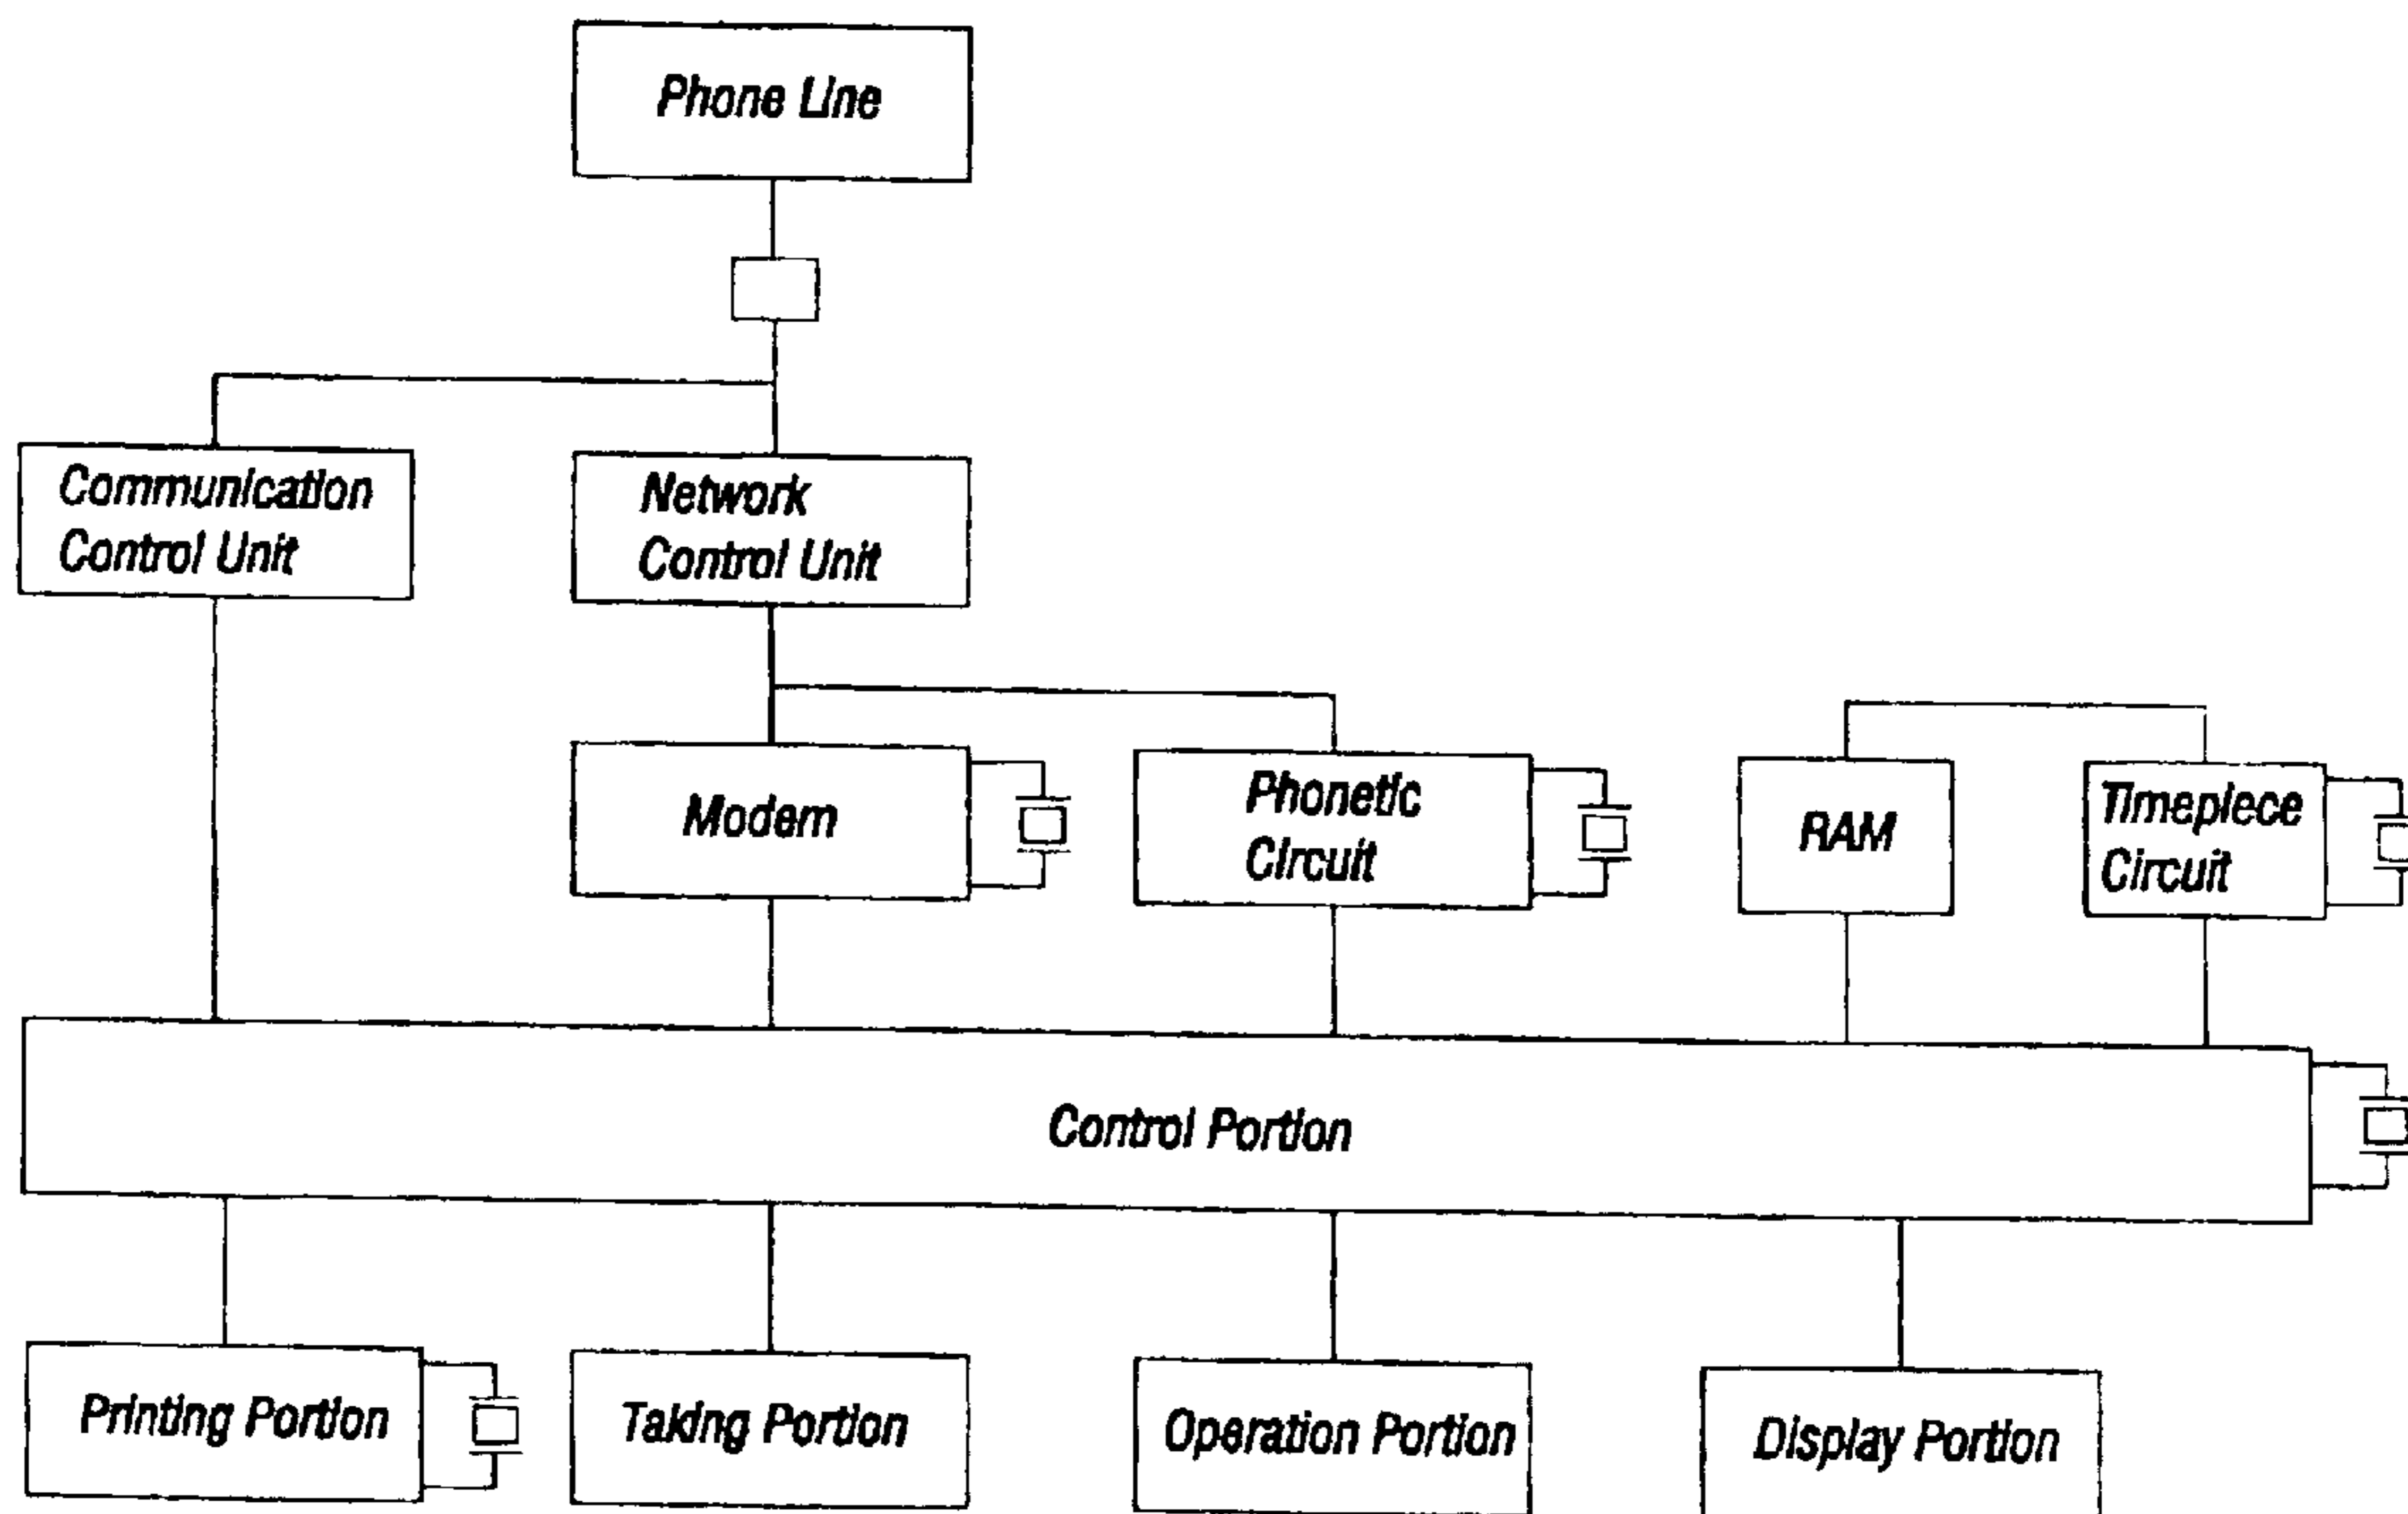 Phone Line
Communication
Control Unit
Network
Control Unit
Modem
Phonetic
Circuit
RAM
Timepiece
Circuit
Control Portion
Printing Portion
Taking Portion
Operation Portion
Display Portion